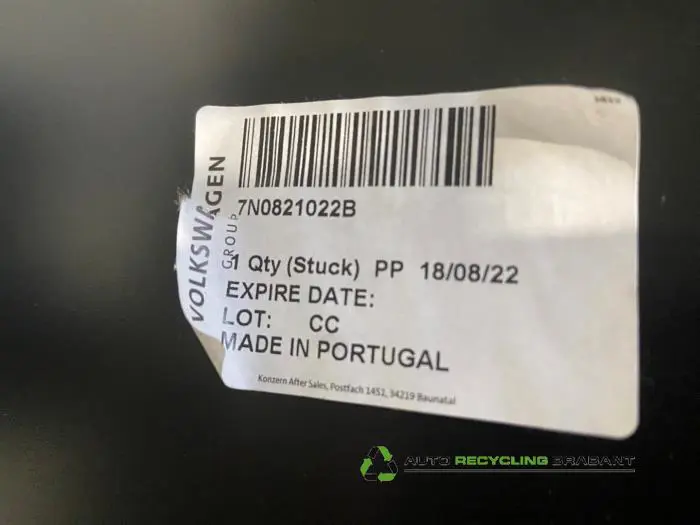 VOLKSWAGEN
GROUP
7N0821022B
1 Qty (Stuck) PP 18/08/22
EXPIRE DATE:
LOT: CC
MADE IN PORTUGAL
Konzern After Sales, Postfach 1451, 34219 Baunatal
AUTO RECYCLING BRABANT